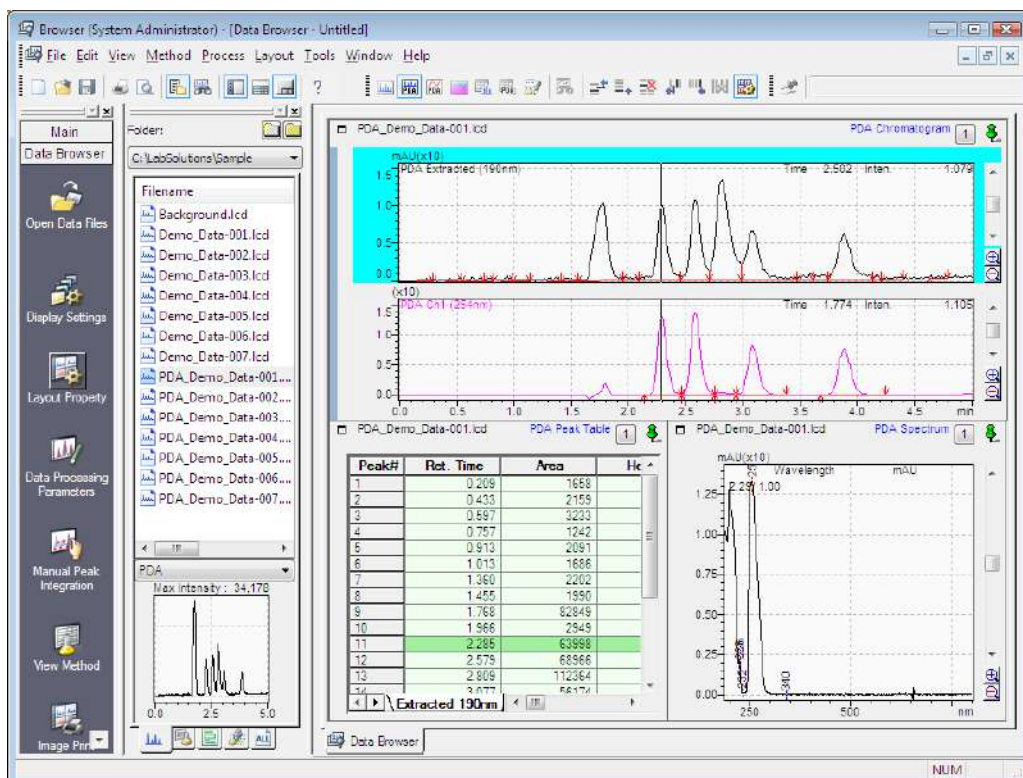 Browser (System Administrator) - [Data Browser - Untitled]
File Edit View Method Process Layout Tools Window Help
Main
Data Browser
Open Data Files
Display Settings
Layout Property
Data Processing
Parameters
Manual Peak
Integration
View Method
Image Print
Folder:
C:\LabSolutions\Sample
Filename
Background.lcd
Demo_Data-001.lcd
Demo_Data-002.lcd
Demo_Data-003.lcd
Demo_Data-004.lcd
Demo_Data-005.lcd
Demo_Data-006.lcd
Demo_Data-007.lcd
PDA_Demo_Data-001....
PDA_Demo_Data-002....
PDA_Demo_Data-003....
PDA_Demo_Data-004....
PDA_Demo_Data-005....
PDA_Demo_Data-006....
PDA_Demo_Data-007....
PDA
Max Intensity : 34,178
0.0 2.5 5.0
ALL
PDA_Demo_Data-001.lcd PDA Chromatogram 1
mAU(x10)
PDA Extracted (190nm) Time 2.582 Inten. 1.079
1.5
1.0
0.5
0.0
(x10)
PDA Ch1 (254nm) Time 1.774 Inten. 1.105
1.5
1.0
0.5
0.0
0.0 0.5 1.0 1.5 2.0 2.5 3.0 3.5 4.0 4.5 min
PDA_Demo_Data-001.lcd PDA Peak Table 1
Peak# Ret. Time Area He
1 0.209 1658
2 0.433 2159
3 0.597 3233
4 0.757 1242
5 0.913 2091
6 1.013 1686
7 1.360 2202
8 1.455 1990
9 1.768 82849
10 1.966 2949
11 2.285 63998
12 2.579 68966
13 2.809 112364
14 3.077 56174
Extracted 190nm
PDA_Demo_Data-001.lcd PDA Spectrum 1
mAU(x10)
Wavelength mAU
2.29/ 1.00
1.25
1.00
0.75
0.50
0.25
0.00
340
250 500 nm
Data Browser
NUM